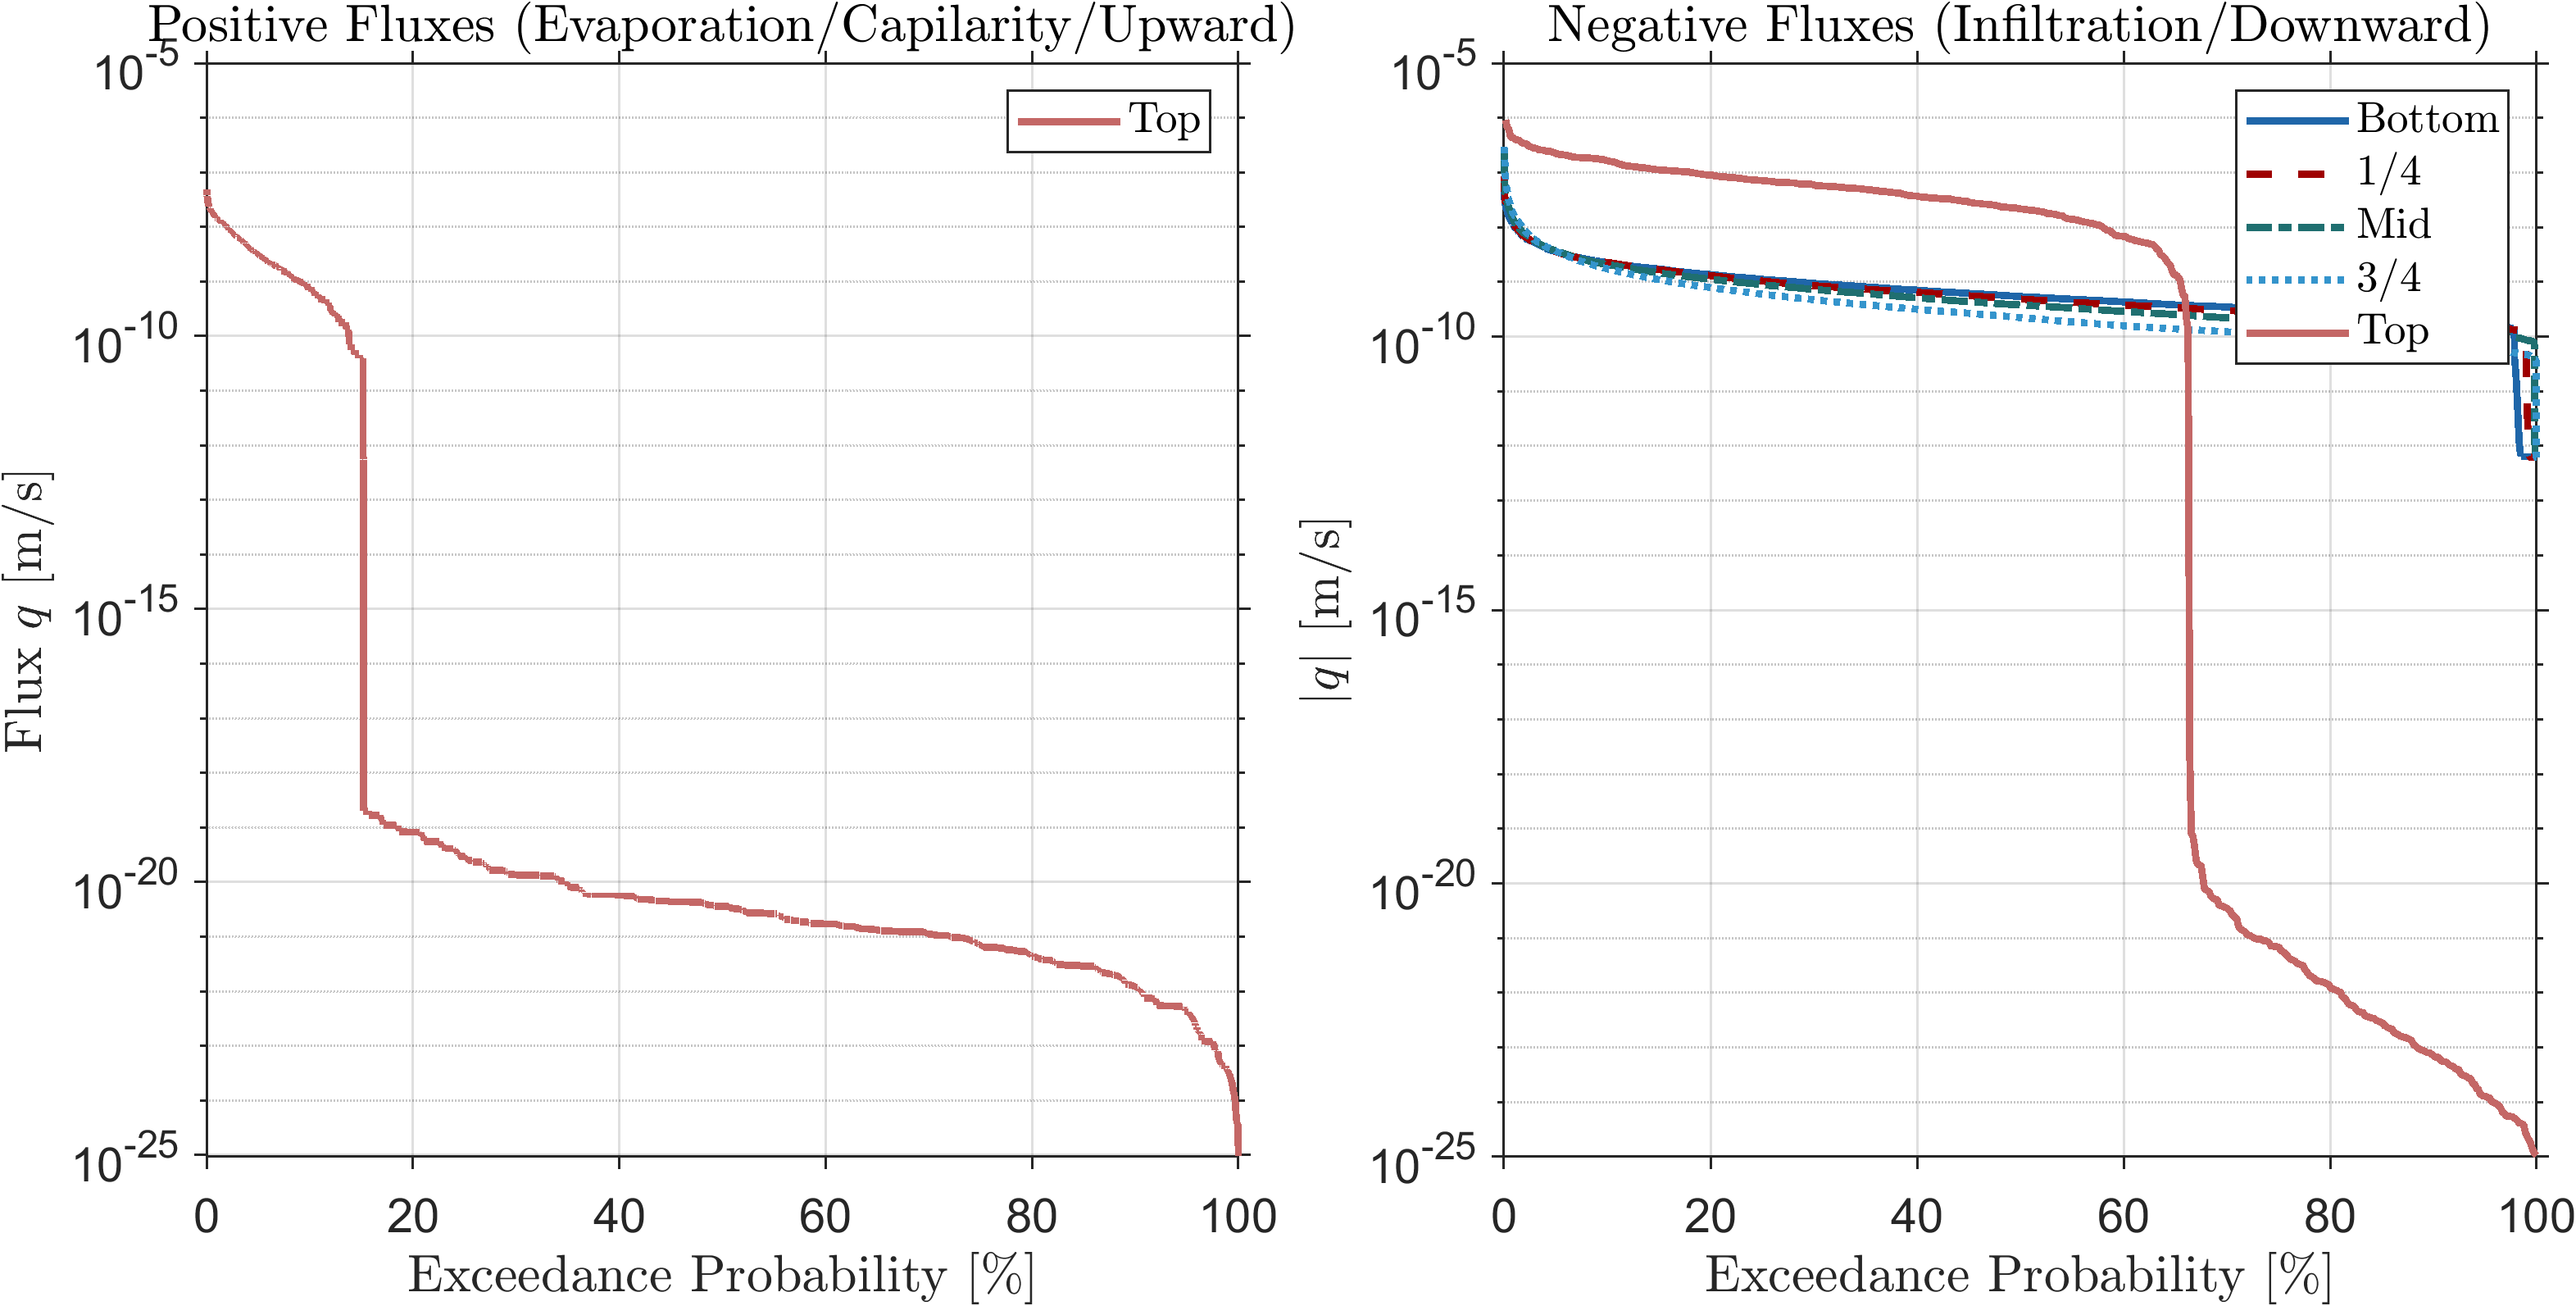 Positive Fluxes (Evaporation/Capilarity/Upward)
10^-5
10^-10
10^-15
10^-20
10^-25
Flux q [m/s]
Top
0 20 40 60 80 100
Exceedance Probability [%]
Negative Fluxes (Infiltration/Downward)
10^-5
10^-10
10^-15
10^-20
10^-25
|q| [m/s]
Bottom
1/4
Mid
3/4
Top
0 20 40 60 80 100
Exceedance Probability [%]